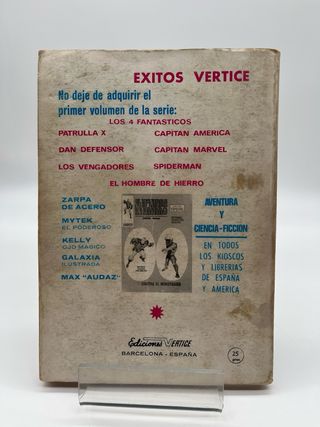 EXITOS VERTICE
No deje de adquirir el
primer volumen de la serie:
LOS 4 FANTASTICOS
PATRULLA X
CAPITAN AMERICA
DAN DEFENSOR
CAPITAN MARVEL
LOS VENGADORES
SPIDERMAN
EL HOMBRE DE HIERRO
ZARPA
DE ACERO
MYTEK
EL PODEROSO
KELLY
OJO MAGICO
GALAXIA
ILUSTRADA
MAX "AUDAZ"
AVENTURA
Y
CIENCIA-FICCION
EN TODOS
LOS KIOSCOS
Y LIBRERIAS
DE ESPAÑA
Y AMERICA
Ediciones VERTICE
BARCELONA - ESPAÑA
25